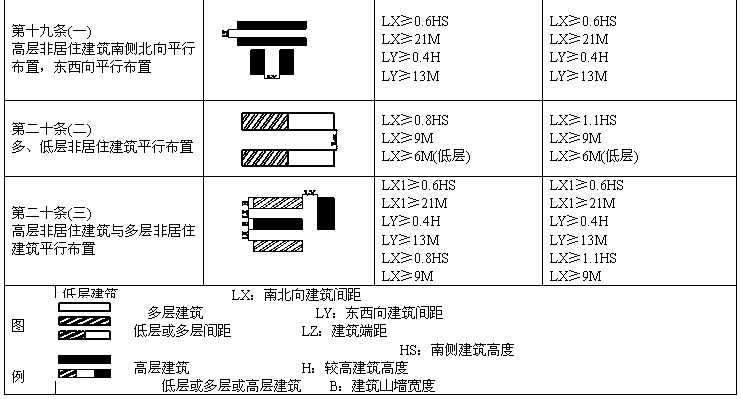 第十九条(一)
高层非居住建筑南侧北向平行
布置，东西向平行布置
LX≥0.6HS
LX≥21M
LY≥0.4H
LY≥13M
LX≥0.6HS
LX≥21M
LY≥0.4H
LY≥13M
第二十条(二)
多、低层非居住建筑平行布置
LX≥0.8HS
LX≥9M
LX≥6M(低层)
LX≥1.1HS
LX≥9M
LX≥6M(低层)
第二十条(三)
高层非居住建筑与多层非居住
建筑平行布置
LX
LX1≥0.6HS
LX1≥21M
LY≥0.4H
LY≥13M
LX≥0.8HS
LX≥9M
LX1≥0.6HS
LX1≥21M
LY≥0.4H
LY≥13M
LX≥1.1HS
LX≥9M
图
例
低层建筑 LX：南北向建筑间距
多层建筑 LY：东西向建筑间距
低层或多层间距 LZ：建筑端距
HS：南侧建筑高度
高层建筑 H：较高建筑高度
低层或多层或高层建筑 B：建筑山墙宽度